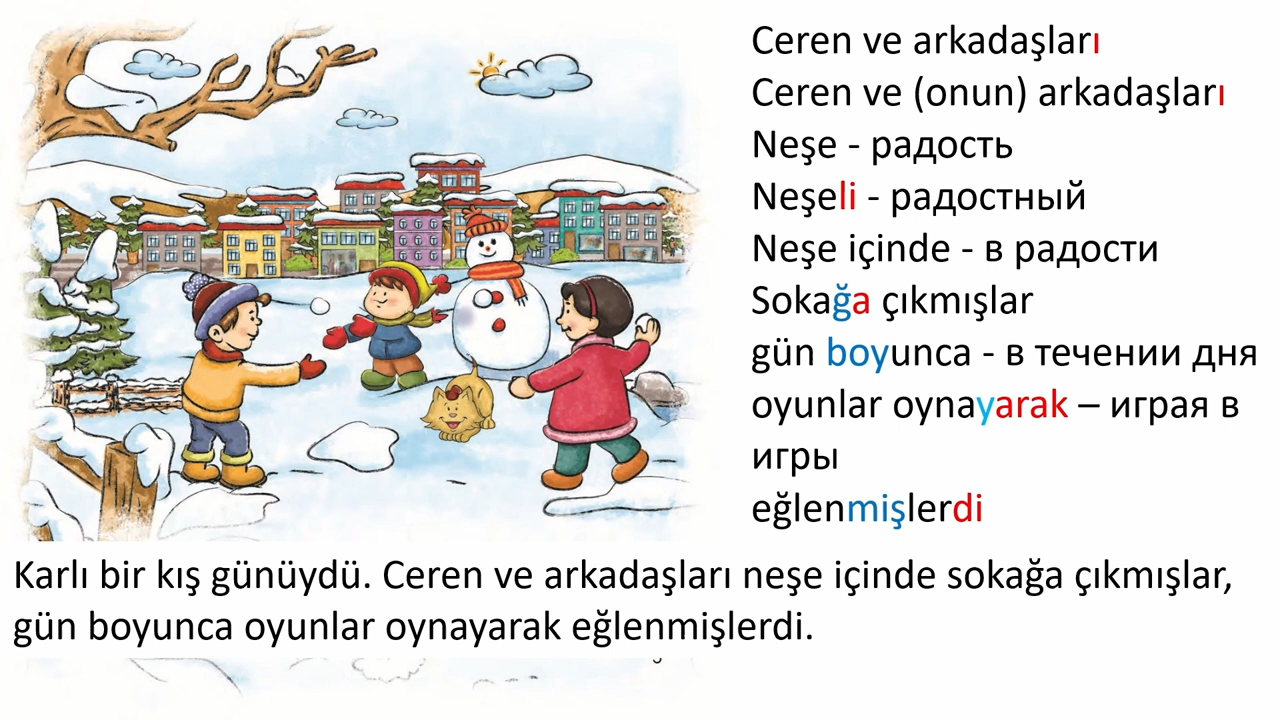 Ceren ve arkadaşları
Ceren ve (onun) arkadaşları
Neşe - радость
Neşeli - радостный
Neşe içinde - в радости
Sokağa çıkmışlar
gün boyunca - в течении дня
oyunlar oynayarak – играя в
игры
eğlenmişlerdi
Karlı bir kış günüydü. Ceren ve arkadaşları neşe içinde sokağa çıkmışlar,
gün boyunca oyunlar oynayarak eğlenmişlerdi.